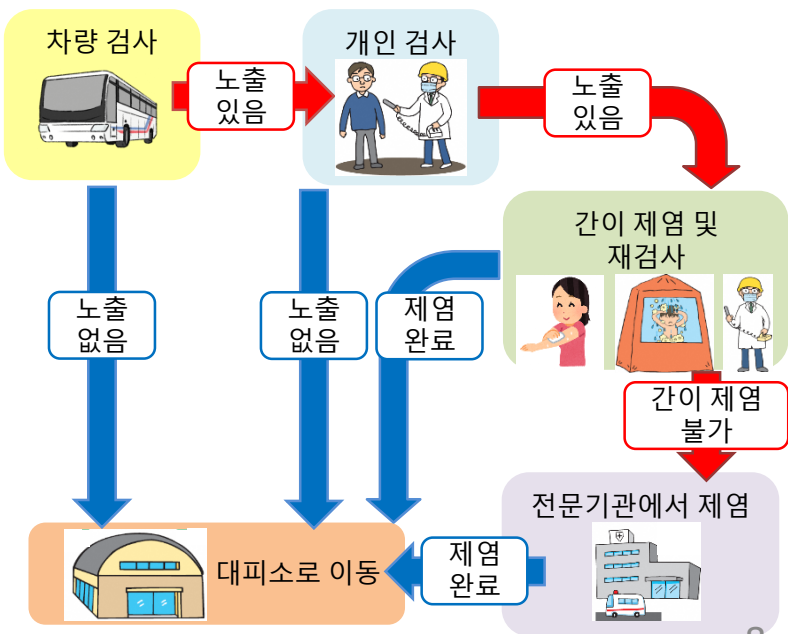 차량 검사
노출
있음
개인 검사
노출
있음
간이 제염 및
재검사
노출
없음
노출
없음
제염
완료
간이 제염
불가
전문기관에서 제염
제염
완료
대피소로 이동